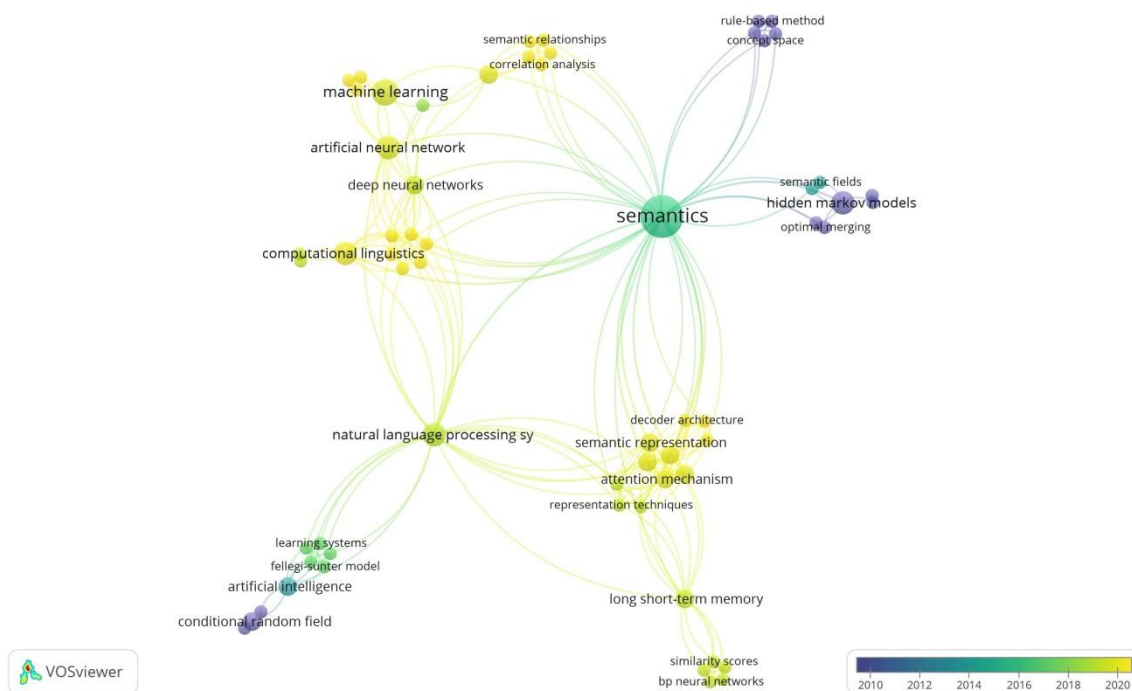 rule-based method
concept space
semantic relationships
correlation analysis
machine learning
artificial neural network
deep neural networks
semantic fields
hidden markov models
optimal merging
semantics
computational linguistics
decoder architecture
natural language processing sy
semantic representation
attention mechanism
representation techniques
learning systems
fellegi-sunter model
artificial intelligence
long short-term memory
conditional random field
similarity scores
bp neural networks
VOSviewer
2010 2012 2014 2016 2018 2020